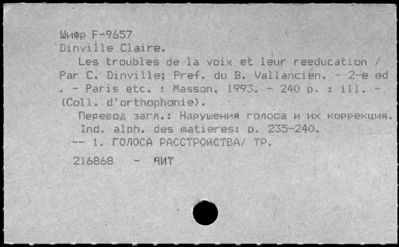 Шифр F-9657
Dinville Claire.
Les troubles de la voix et leur reeducation /
Par C. Dinville; Pref. du B. Vallancien. - 2-e ed
. - Paris etc. : Masson, 1993. - 240 p. : ill. -
(Coll. d'orthophonie).
Перевод загл.: Нарушения голоса и их коррекция.
Ind. alph. des matieres: p. 235-240.
-- 1. ГОЛОСА РАССТРОЙСТВА/ ТР.
216868 - ЧИТ